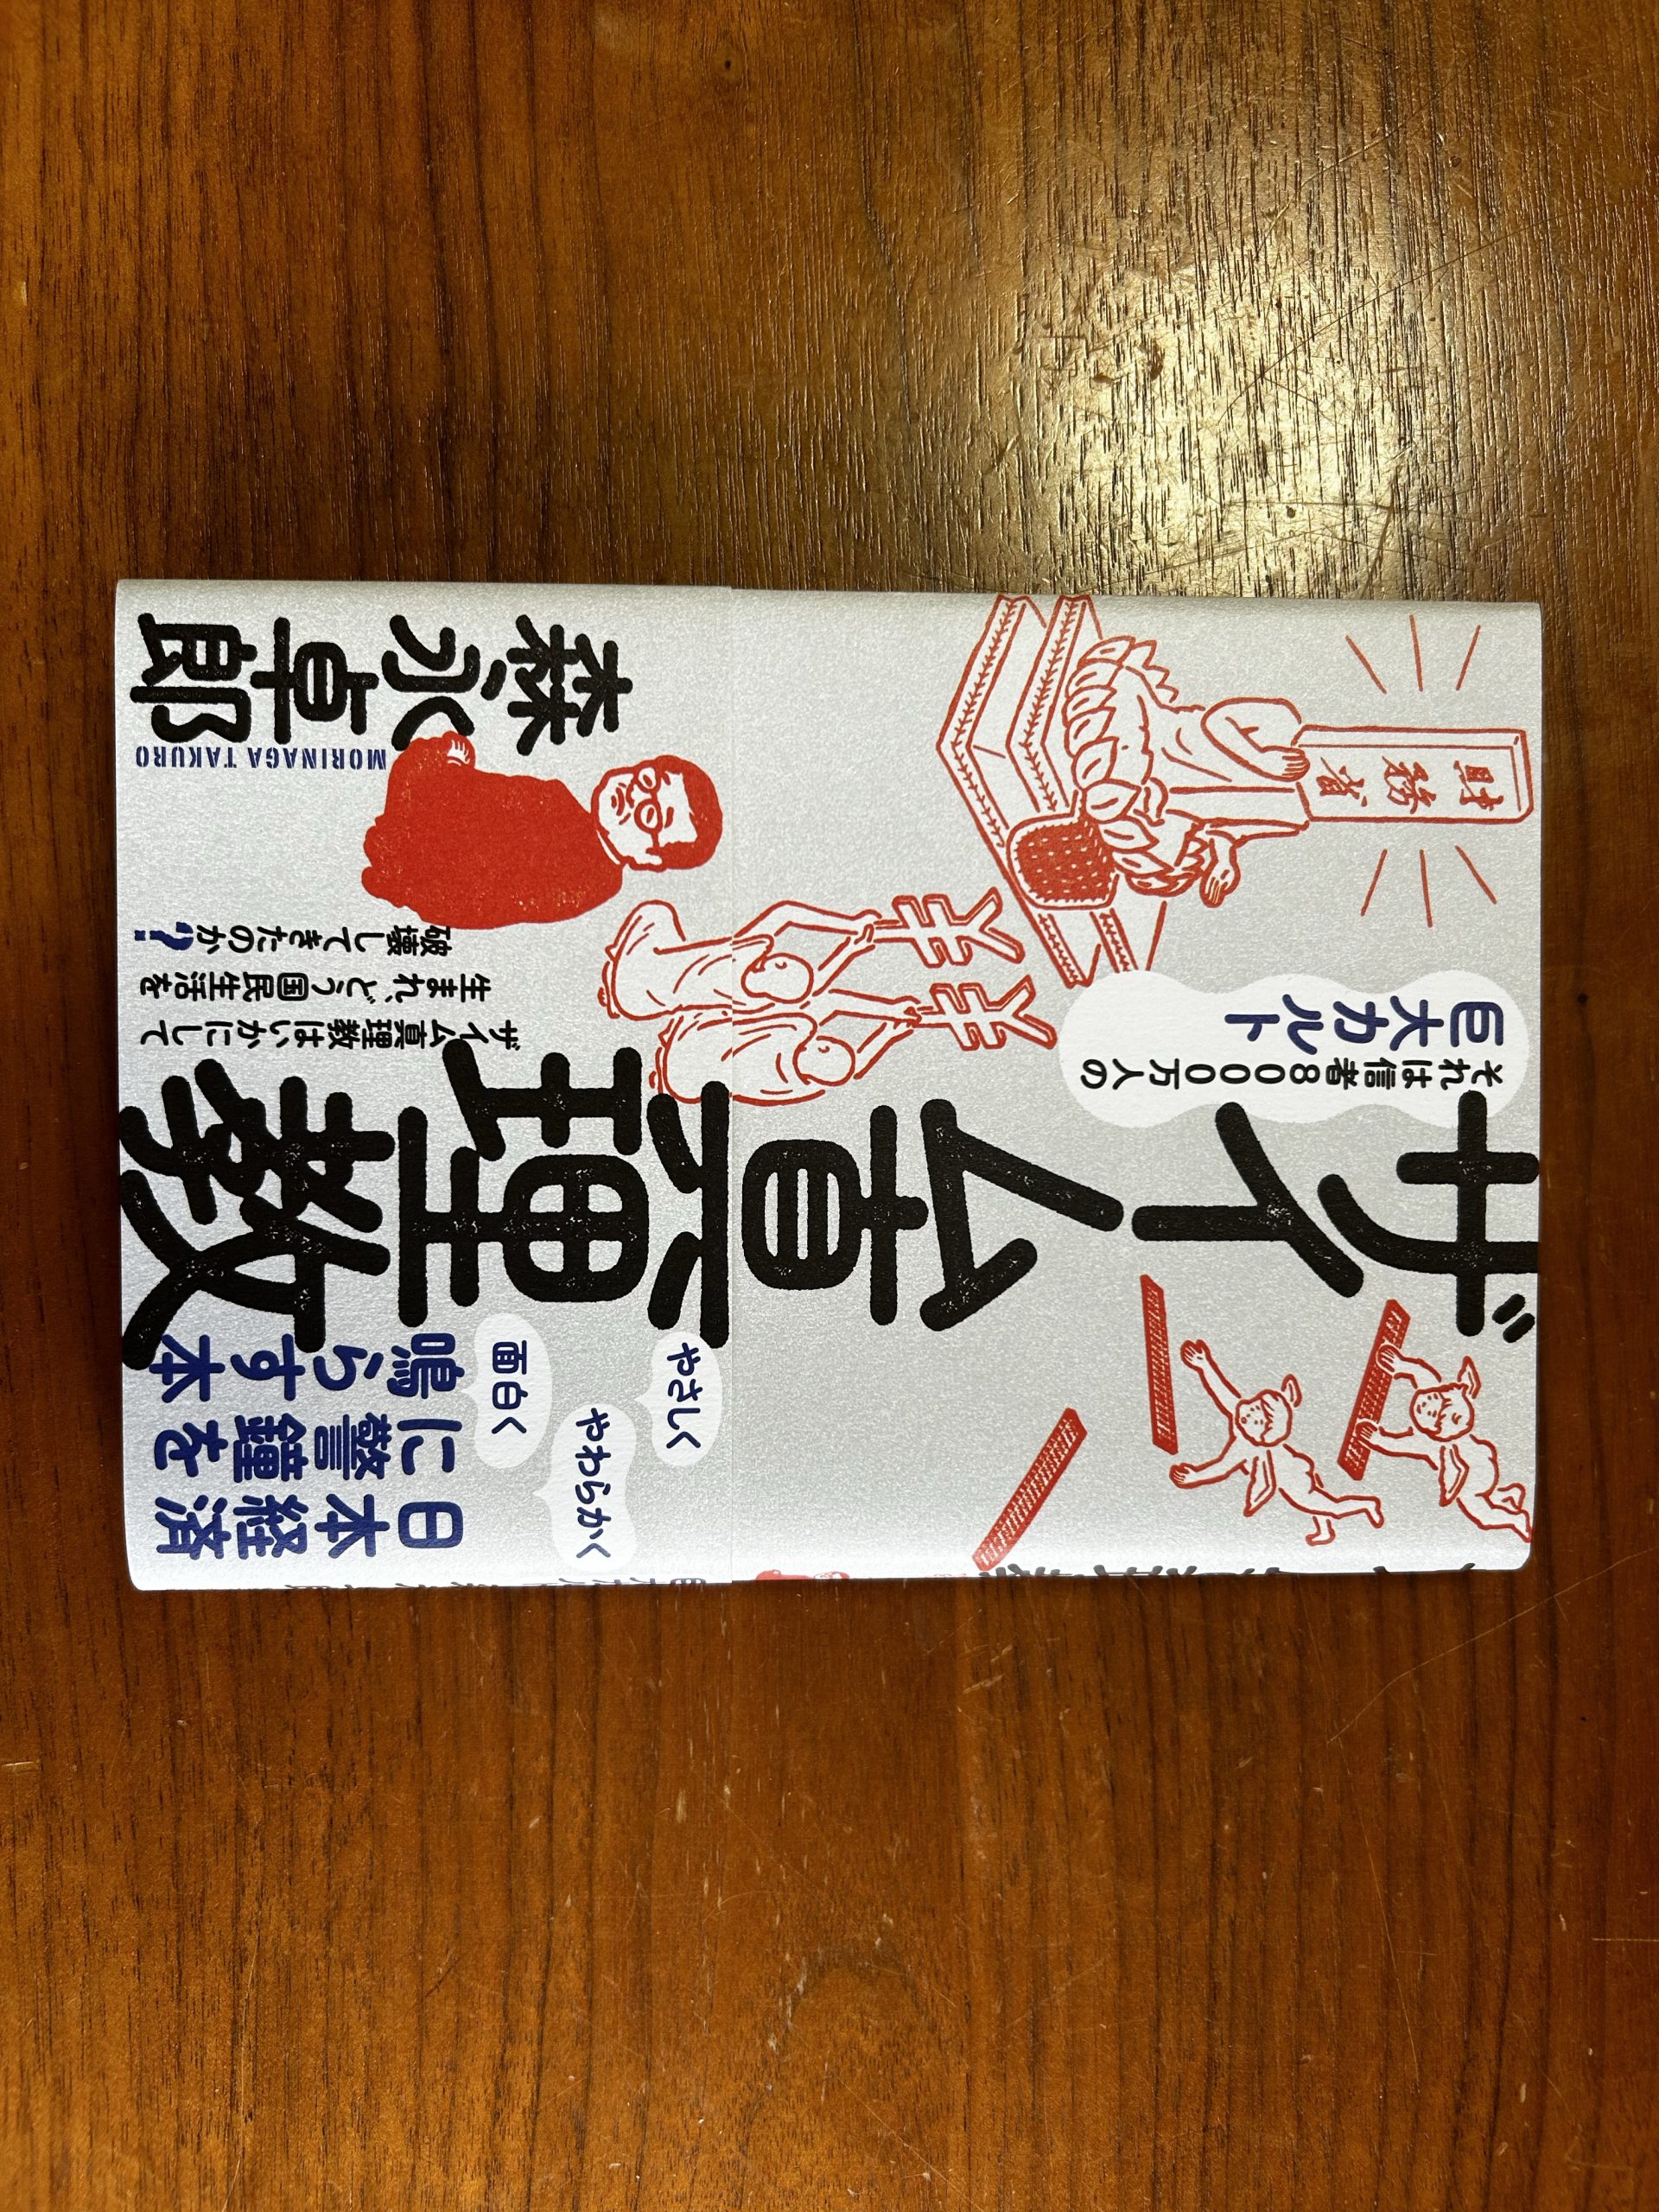 やさしく
やわらかく
面白く
日本経済
に警鐘を
鳴らす本
ザイム真理教
それは信者8000万人の
巨大カルト
ザイム真理教はいかにして
生まれ、どう国民生活を
破壊してきたのか?
財務省
¥
¥
MORINAGA TAKURO
森永卓郎